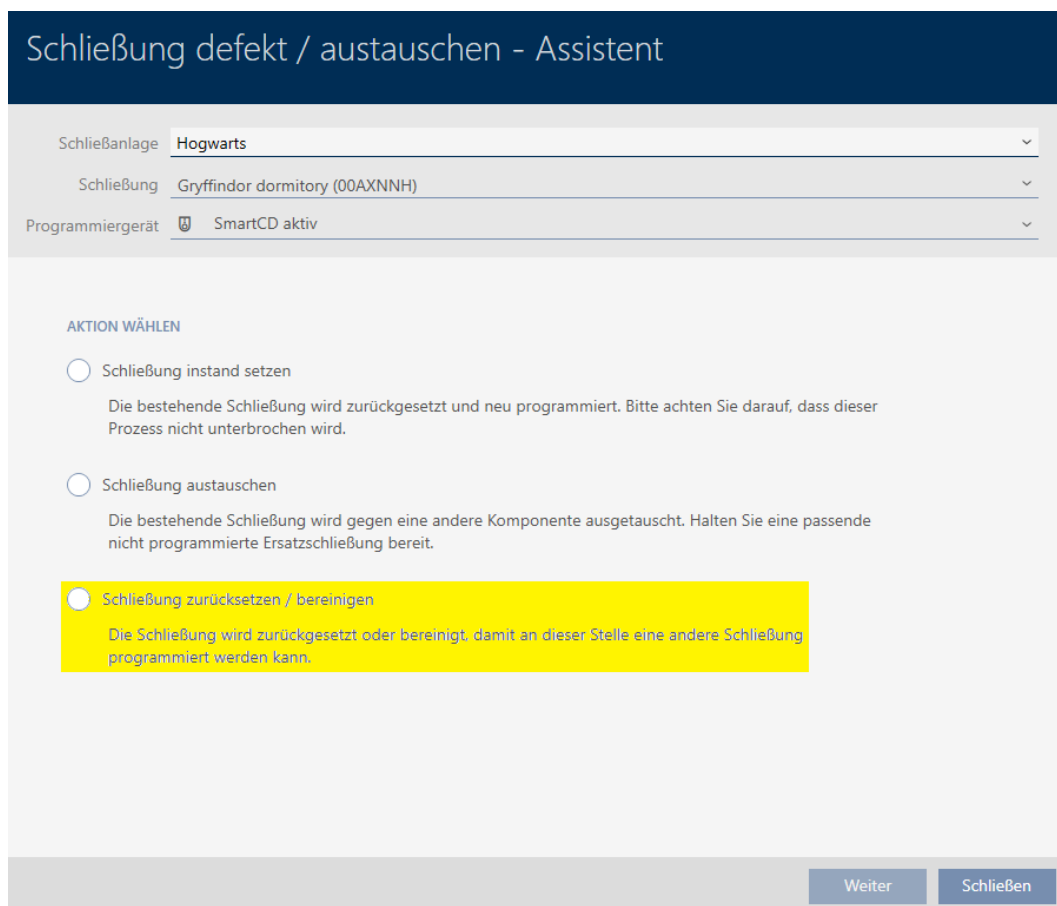 Schließung defekt / austauschen - Assistent
Schließanlage Hogwarts
Schließung Gryffindor dormitory (00AXNNH)
Programmiergerät SmartCD aktiv
AKTION WÄHLEN
Schließung instand setzen
Die bestehende Schließung wird zurückgesetzt und neu programmiert. Bitte achten Sie darauf, dass dieser
Prozess nicht unterbrochen wird.
Schließung austauschen
Die bestehende Schließung wird gegen eine andere Komponente ausgetauscht. Halten Sie eine passende
nicht programmierte Ersatzschließung bereit.
Schließung zurücksetzen / bereinigen
Die Schließung wird zurückgesetzt oder bereinigt, damit an dieser Stelle eine andere Schließung
programmiert werden kann.
Weiter Schließen